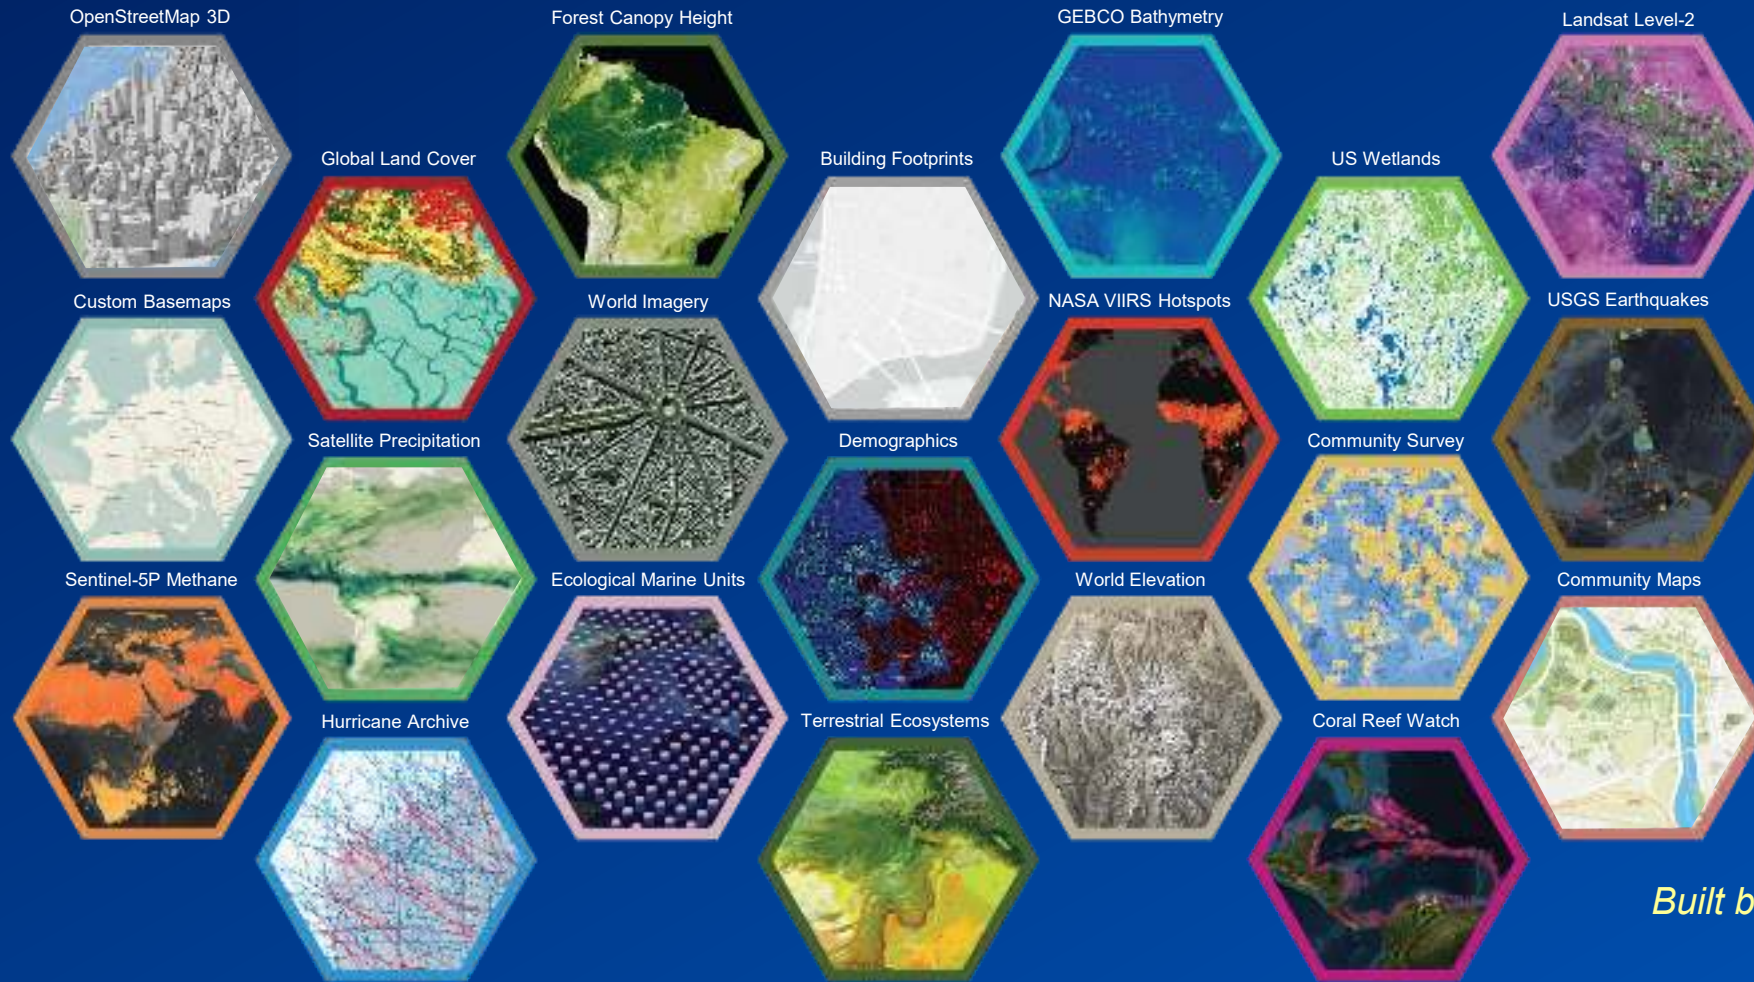 OpenStreetMap 3D
Forest Canopy Height
GEBCO Bathymetry
Landsat Level-2
Global Land Cover
Building Footprints
US Wetlands
Custom Basemaps
World Imagery
NASA VIIRS Hotspots
USGS Earthquakes
Satellite Precipitation
Demographics
Community Survey
Sentinel-5P Methane
Ecological Marine Units
World Elevation
Community Maps
Hurricane Archive
Terrestrial Ecosystems
Coral Reef Watch
Built b